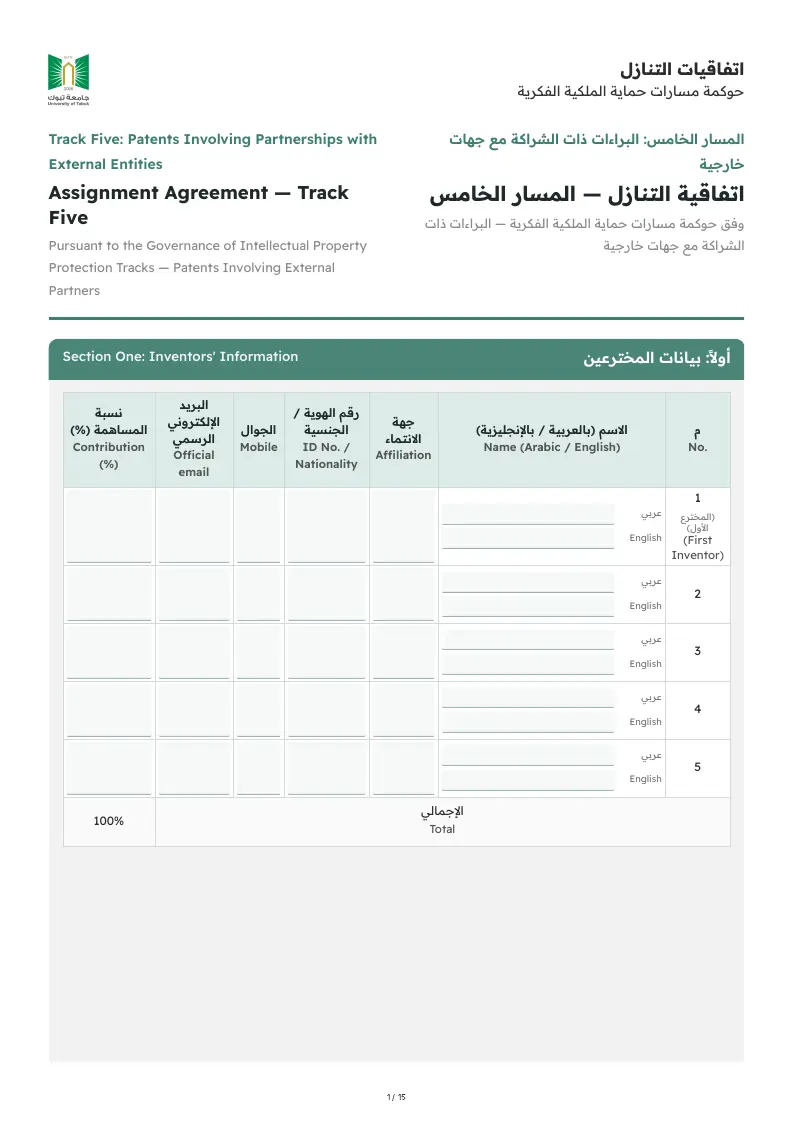 اتفاقيات التنازل
حوكمة مسارات حماية الملكية الفكرية
جامعة تبوك
University of Tabuk
المسار الخامس: البراءات ذات الشراكة مع جهات
خارجية
اتفاقية التنازل — المسار الخامس
وفق حوكمة مسارات حماية الملكية الفكرية — البراءات ذات
الشراكة مع جهات خارجية
Track Five: Patents Involving Partnerships with
External Entities
Assignment Agreement — Track
Five
Pursuant to the Governance of Intellectual Property
Protection Tracks — Patents Involving External
Partners
أولاً: بيانات المخترعين
Section One: Inventors' Information
م
No.
الاسم (بالعربية / بالإنجليزية)
Name (Arabic / English)
جهة
الانتماء
Affiliation
رقم الهوية /
الجنسية
ID No. /
Nationality
الجوال
Mobile
البريد
الإلكتروني
الرسمي
Official
email
نسبة
المساهمة (%)
Contribution
(%)
1
(المخترع
الأول)
(First
Inventor)
عربي
English
2
عربي
English
3
عربي
English
4
عربي
English
5
عربي
English
الإجمالي
Total
100%
1 / 15